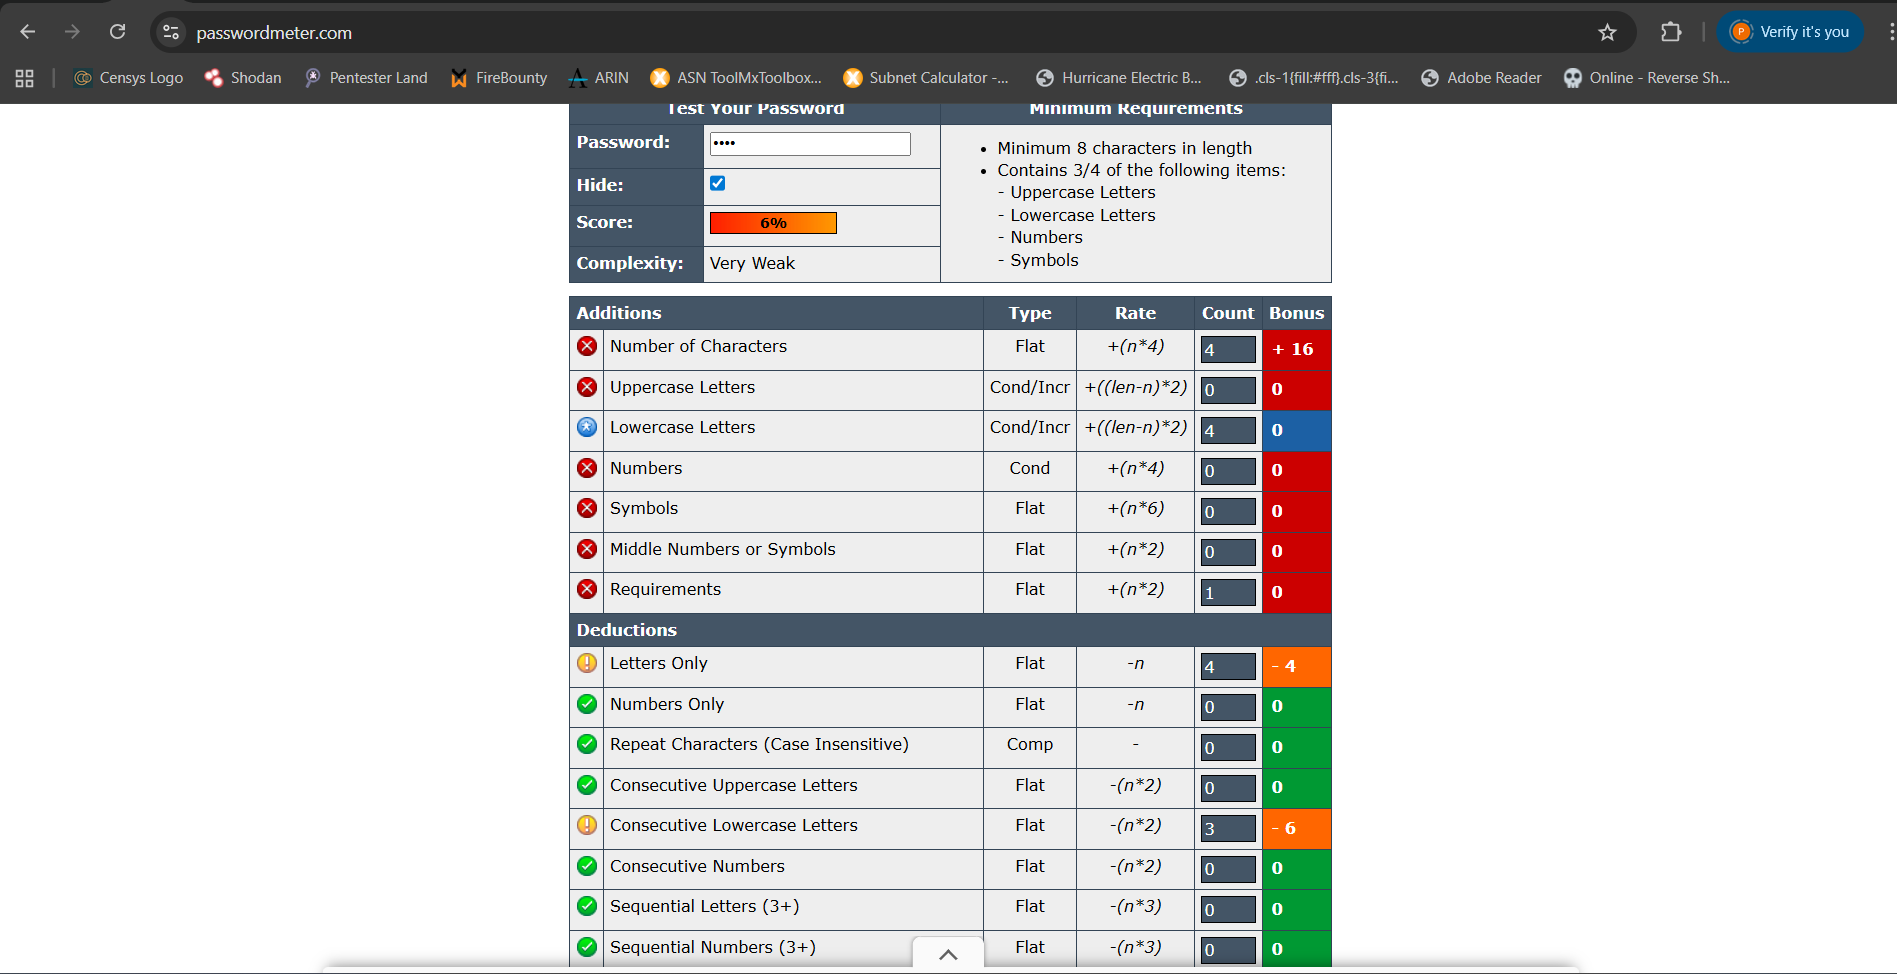 passwordmeter.com
Verify it's you
Censys Logo Shodan Pentester Land FireBounty ARIN ASN ToolMxToolbox... Subnet Calculator -... Hurricane Electric B... .cls-1{fill:#fff}.cls-3{fi... Adobe Reader Online - Reverse Sh...
Test Your Password Minimum Requirements
Password: ••••
Hide:
Score: 6%
Complexity: Very Weak
• Minimum 8 characters in length
• Contains 3/4 of the following items:
- Uppercase Letters
- Lowercase Letters
- Numbers
- Symbols
Additions Type Rate Count Bonus
Number of Characters Flat +(n*4) 4 + 16
Uppercase Letters Cond/Incr +((len-n)*2) 0 0
Lowercase Letters Cond/Incr +((len-n)*2) 4 0
Numbers Cond +(n*4) 0 0
Symbols Flat +(n*6) 0 0
Middle Numbers or Symbols Flat +(n*2) 0 0
Requirements Flat +(n*2) 1 0
Deductions
Letters Only Flat -n 4 - 4
Numbers Only Flat -n 0 0
Repeat Characters (Case Insensitive) Comp - 0 0
Consecutive Uppercase Letters Flat -(n*2) 0 0
Consecutive Lowercase Letters Flat -(n*2) 3 - 6
Consecutive Numbers Flat -(n*2) 0 0
Sequential Letters (3+) Flat -(n*3) 0 0
Sequential Numbers (3+) Flat -(n*3) 0 0